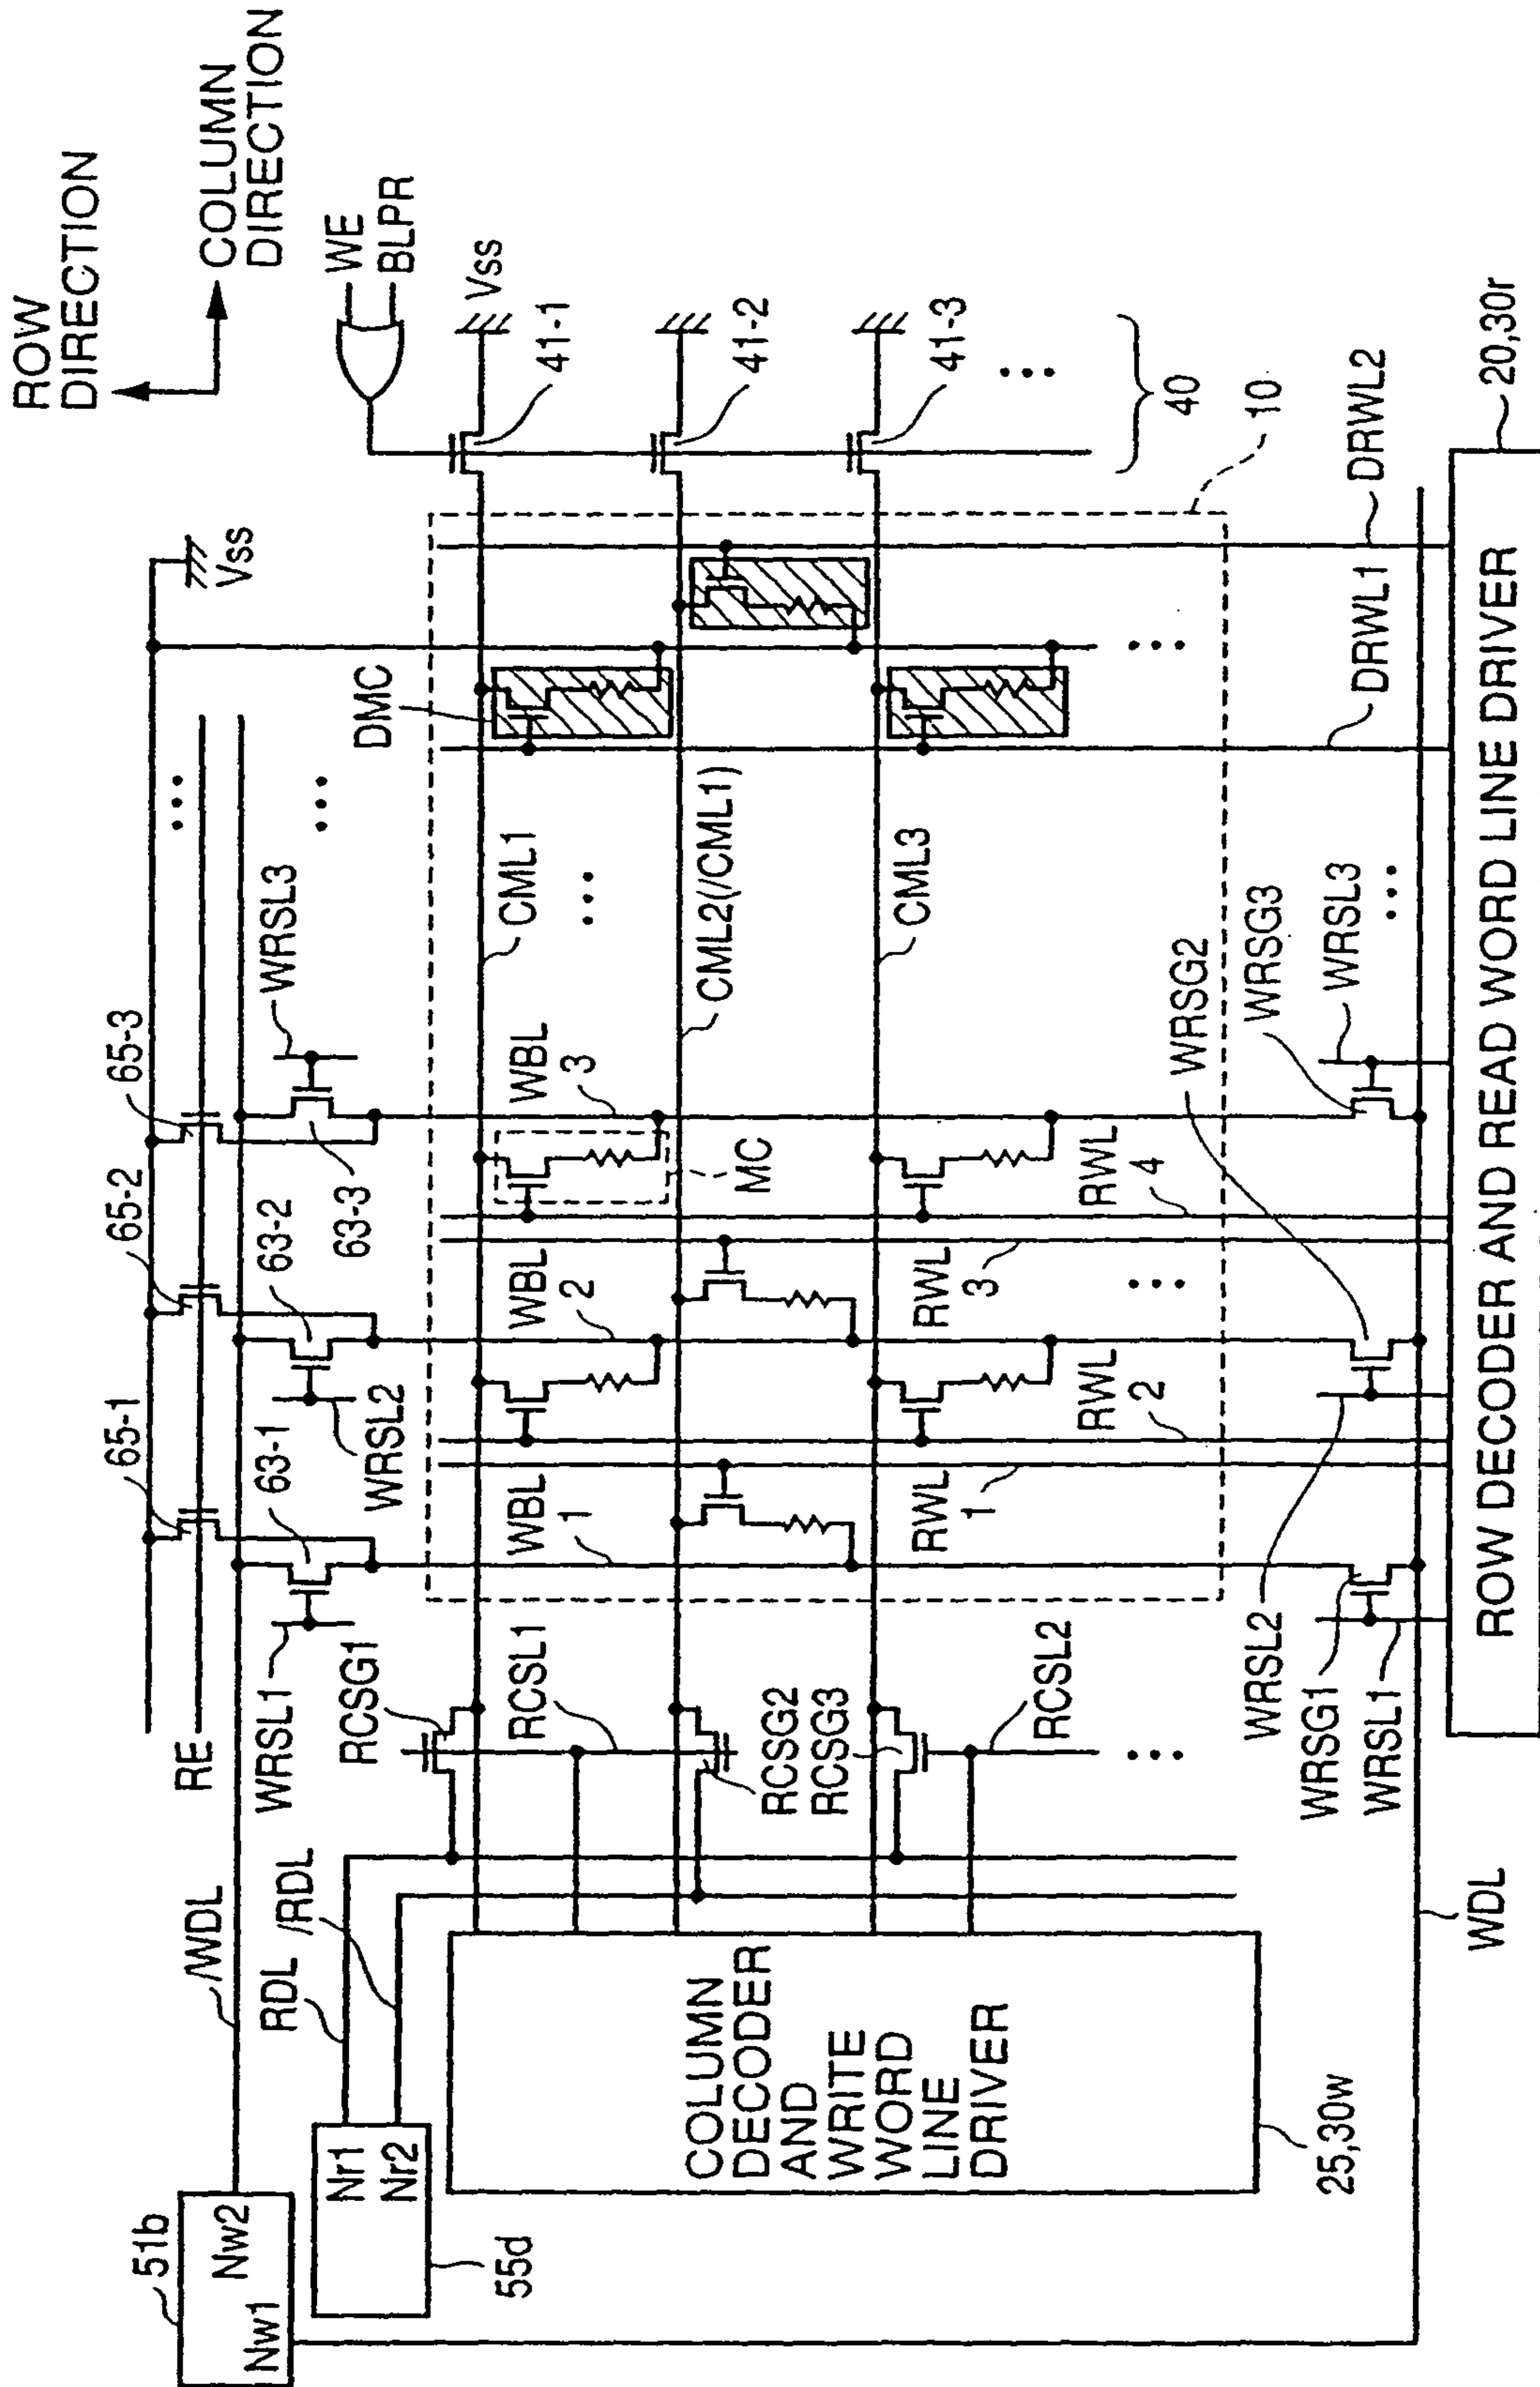 ROW
DIRECTION
COLUMN
DIRECTION
WE
BLPR
Vss
Vss
41-1
41-2
41-3
...
40
10
51b
Nw2
Nw1
/WDL
RE
65-1
65-2
65-3
...
WRSL1
63-1
WRSL2
63-2
63-3
WRSL3
...
RDL
/RDL
Nr1
Nr2
55d
RCSG1
RCSL1
RCSG2
RCSG3
RCSL2
...
WBL
1
WBL
2
WBL
3
MC
DMC
CML1
...
CML2(/CML1)
CML3
RWL
1
RWL
2
RWL
3
RWL
4
...
...
COLUMN
DECODER
AND
WRITE
WORD
LINE
DRIVER
25,30w
WDL
WRSG1
WRSL1
WRSL2
WRSG2
WRSG3
WRSL3
...
DRWL1
DRWL2
20,30r
ROW DECODER AND READ WORD LINE DRIVER